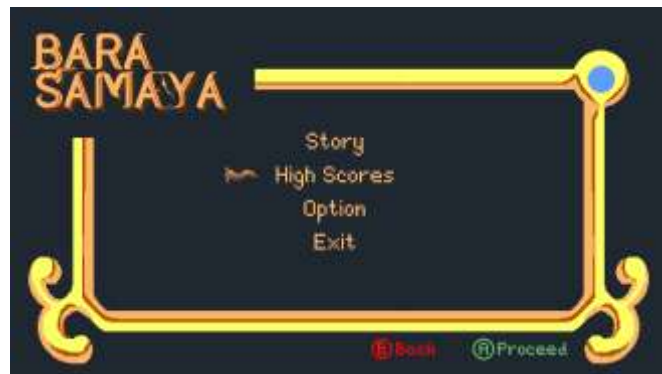 BARA
SAMAYA
Story
High Scores
Option
Exit
B Back
A Proceed